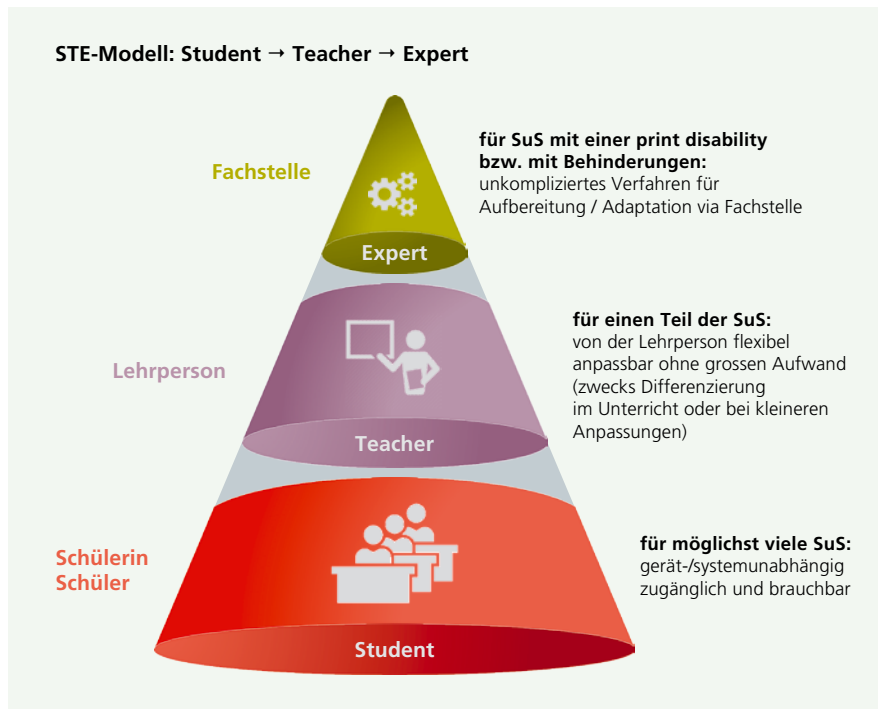 STE-Modell: Student → Teacher → Expert
Fachstelle
für SuS mit einer print disability
bzw. mit Behinderungen:
unkompliziertes Verfahren für
Aufbereitung / Adaptation via Fachstelle
Expert
Lehrperson
für einen Teil der SuS:
von der Lehrperson flexibel
anpassbar ohne grossen Aufwand
(zwecks Differenzierung
im Unterricht oder bei kleineren
Anpassungen)
Teacher
Schülerin
Schüler
für möglichst viele SuS:
gerät-/systemunabhängig
zugänglich und brauchbar
Student